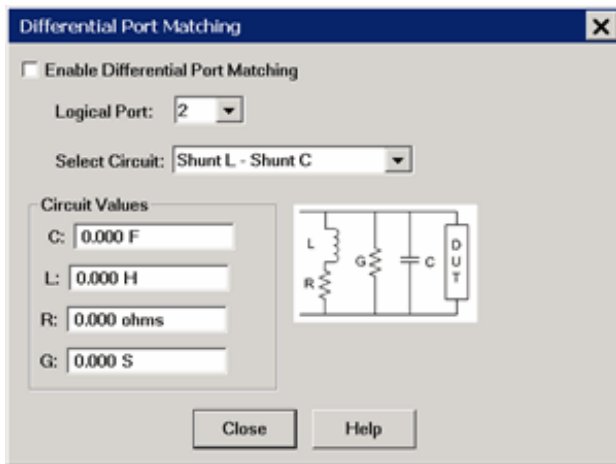 Differential Port Matching
Enable Differential Port Matching
Logical Port: 2
Select Circuit: Shunt L - Shunt C
Circuit Values
C: 0.000 F
L: 0.000 H
R: 0.000 ohms
G: 0.000 S
L
R
G
C
DUT
Close
Help